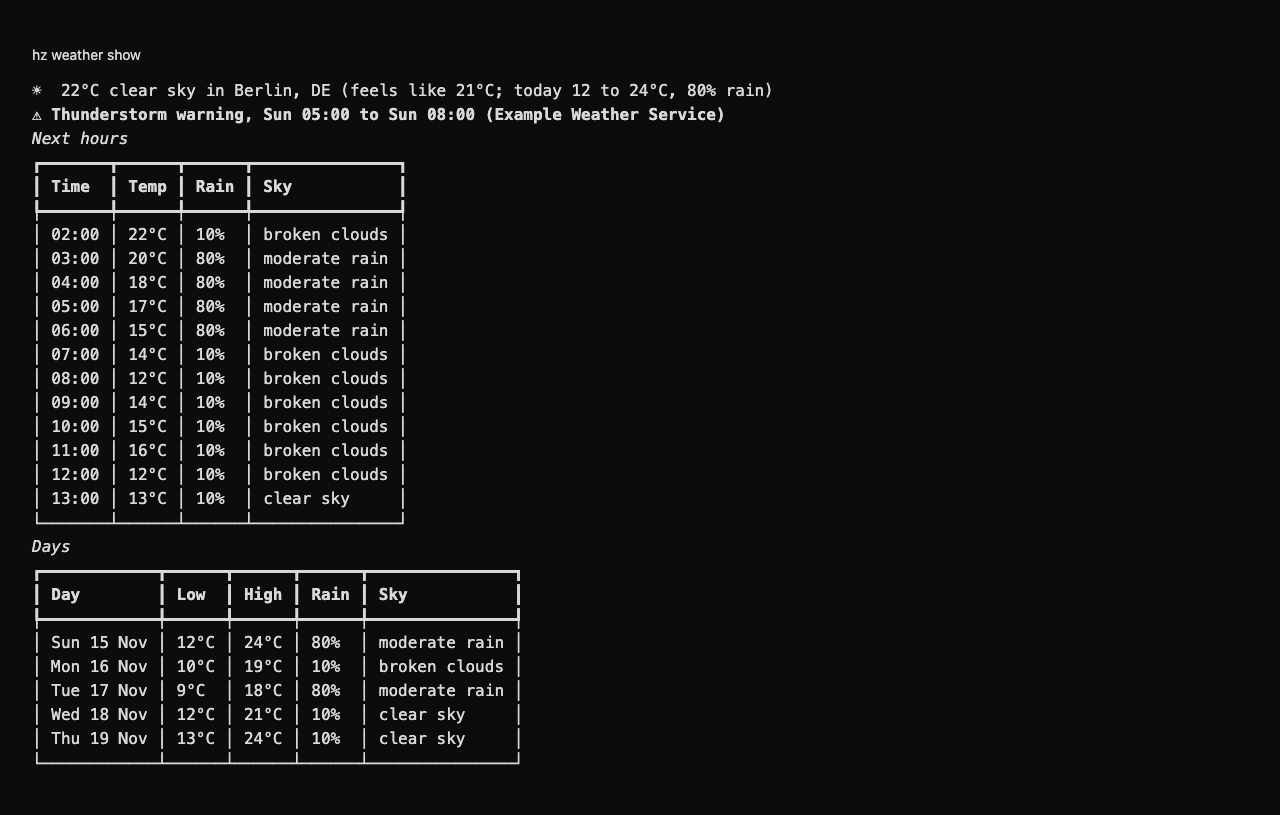 hz weather show
☀ 22°C clear sky in Berlin, DE (feels like 21°C; today 12 to 24°C, 80% rain)
⚠ Thunderstorm warning, Sun 05:00 to Sun 08:00 (Example Weather Service)
Next hours
Time Temp Rain Sky
02:00 22°C 10% broken clouds
03:00 20°C 80% moderate rain
04:00 18°C 80% moderate rain
05:00 17°C 80% moderate rain
06:00 15°C 80% moderate rain
07:00 14°C 10% broken clouds
08:00 12°C 10% broken clouds
09:00 14°C 10% broken clouds
10:00 15°C 10% broken clouds
11:00 16°C 10% broken clouds
12:00 12°C 10% broken clouds
13:00 13°C 10% clear sky
Days
Day Low High Rain Sky
Sun 15 Nov 12°C 24°C 80% moderate rain
Mon 16 Nov 10°C 19°C 10% broken clouds
Tue 17 Nov 9°C 18°C 80% moderate rain
Wed 18 Nov 12°C 21°C 10% clear sky
Thu 19 Nov 13°C 24°C 10% clear sky